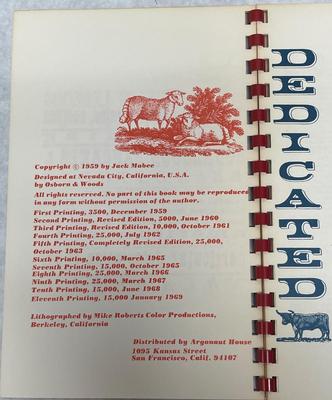 Copyright © 1959 by Jack Mabee
Designed at Nevada City, California, U.S.A.
by Osborn & Woods
All rights reserved. No part of this book may be reproduced
in any form without permission of the author.
First Printing, 3500, December 1959
Second Printing, Revised Edition, 5000, June 1960
Third Printing, Revised Edition, 10,000, October 1961
Fourth Printing, 25,000, July 1962
Fifth Printing, Completely Revised Edition, 25,000,
October 1963
Sixth Printing, 10,000, March 1965
Seventh Printing, 15,000, October 1965
Eighth Printing, 25,000, March 1966
Ninth Printing, 25,000, March 1967
Tenth Printing, 15,000, June 1968
Eleventh Printing, 15,000 January 1969
Lithographed by Mike Roberts Color Productions,
Berkeley, California
Distributed by Argonaut House
1095 Kansas Street
San Francisco, Calif. 94107
DEDICATED